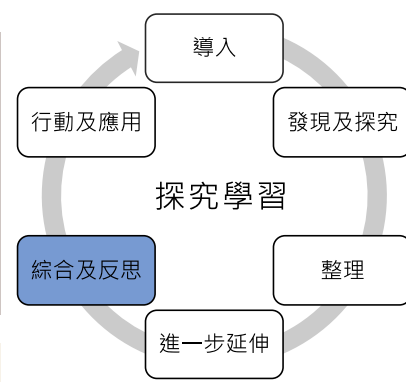 導入
行動及應用
發現及探究
探究學習
綜合及反思
整理
進一步延伸